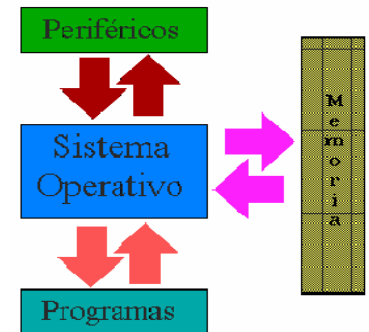 Periféricos
Sistema
Operativo
Memoria
Programas